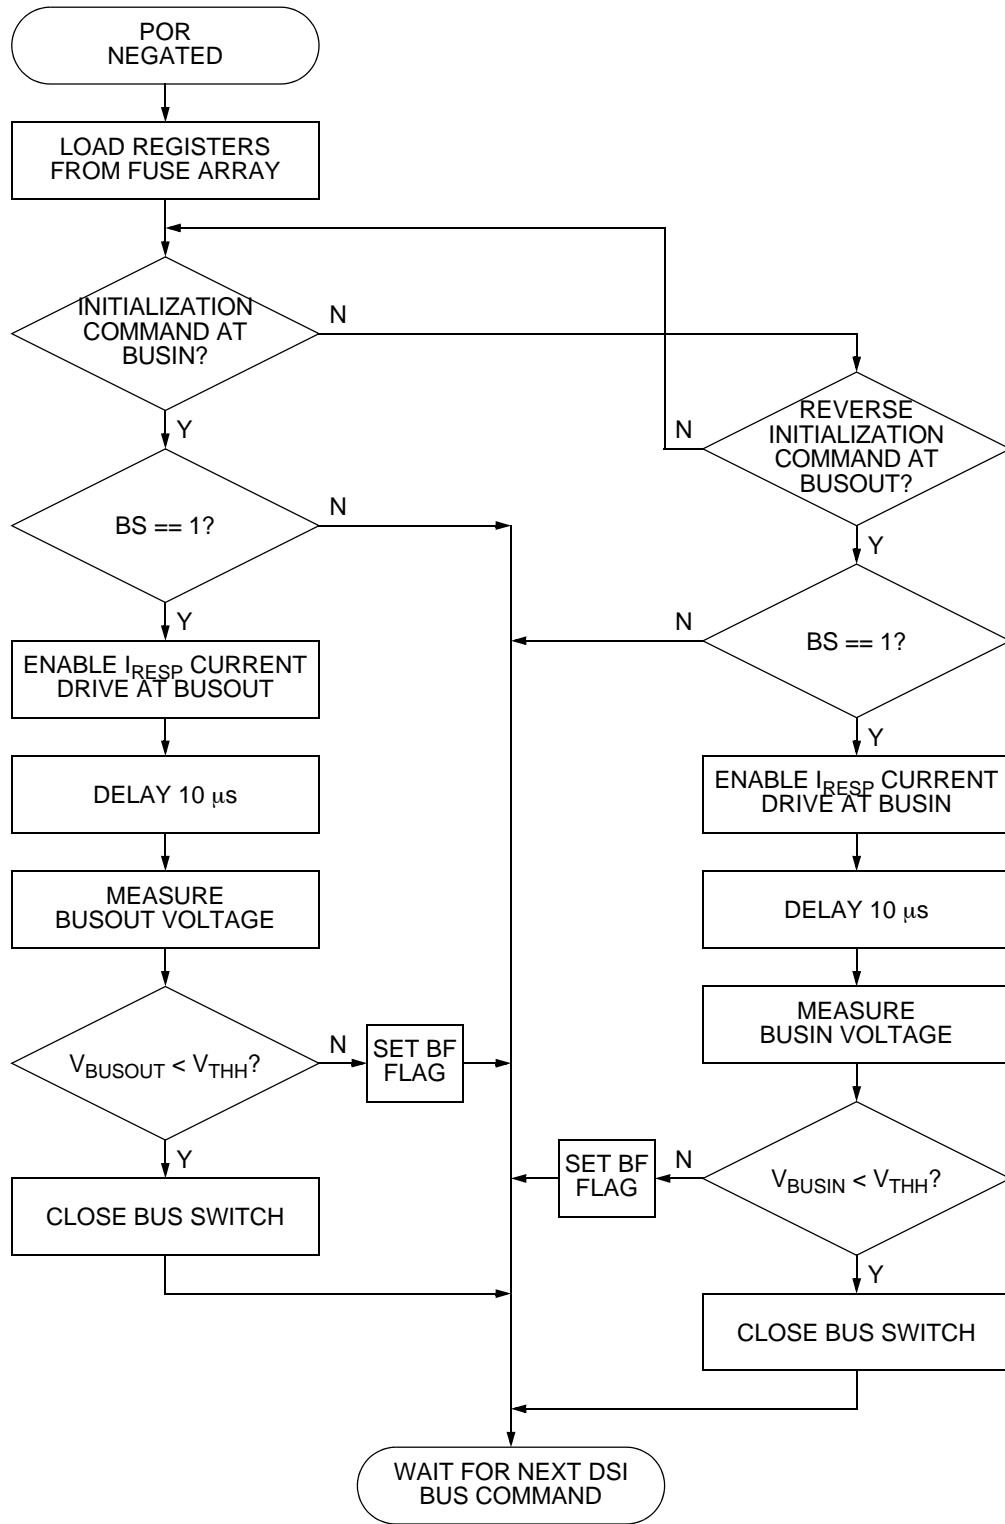 POR
NEGATED
LOAD REGISTERS
FROM FUSE ARRAY
INITIALIZATION
COMMAND AT
BUSIN?
N
Y
REVERSE
INITIALIZATION
COMMAND AT
BUSOUT?
N
Y
BS == 1?
N
Y
BS == 1?
N
Y
ENABLE IRESP CURRENT
DRIVE AT BUSOUT
DELAY 10 μs
MEASURE
BUSOUT VOLTAGE
VBUSOUT < VTHH?
N
SET BF
FLAG
Y
CLOSE BUS SWITCH
ENABLE IRESP CURRENT
DRIVE AT BUSIN
DELAY 10 μs
MEASURE
BUSIN VOLTAGE
VBUSIN < VTHH?
N
SET BF
FLAG
Y
CLOSE BUS SWITCH
WAIT FOR NEXT DSI
BUS COMMAND